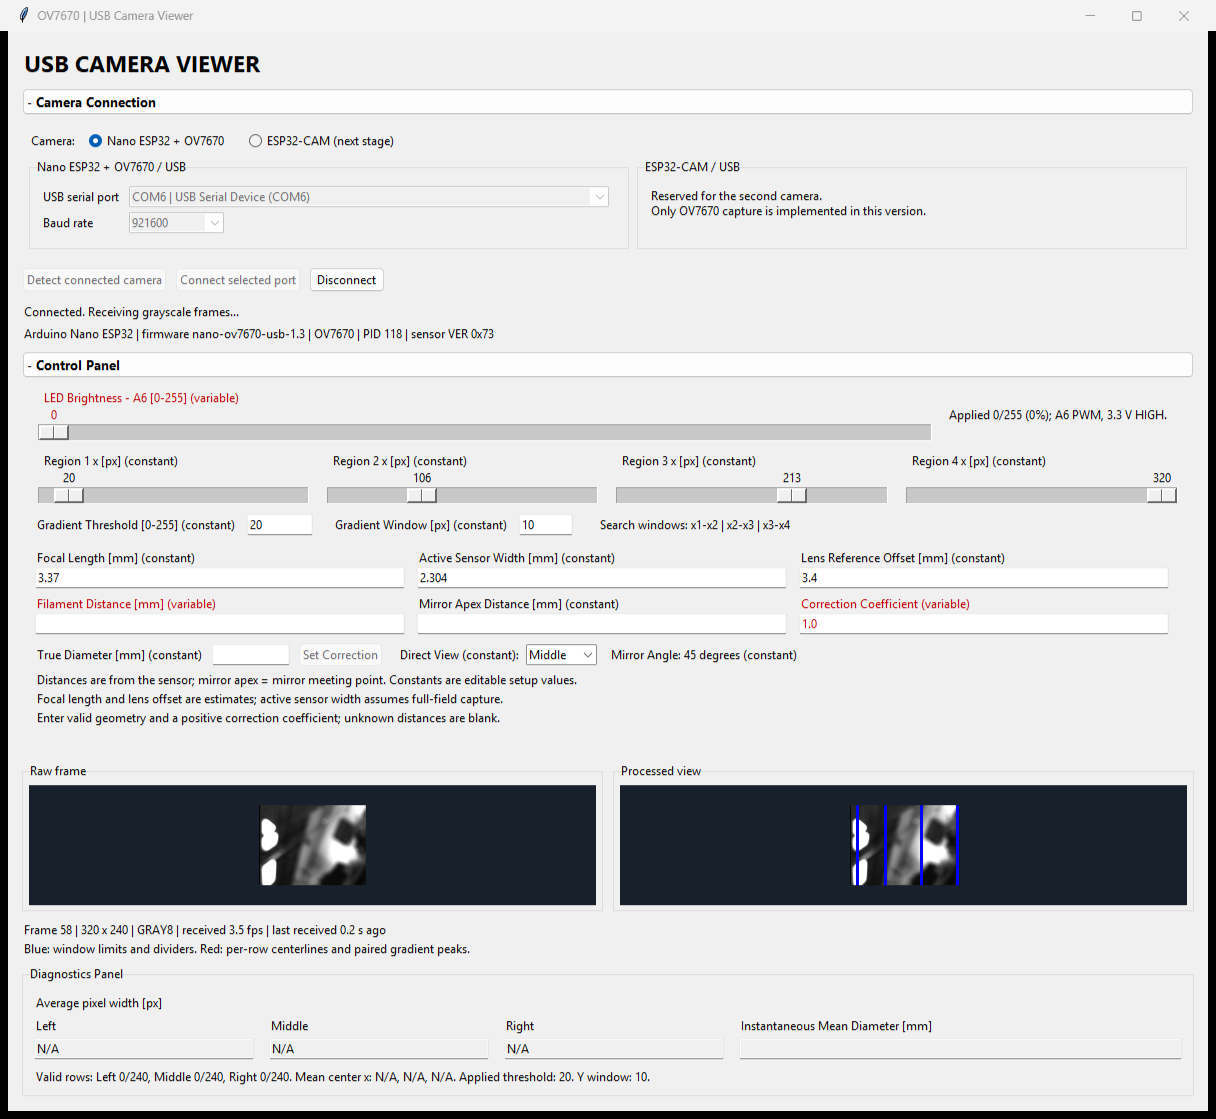 OV7670 | USB Camera Viewer
USB CAMERA VIEWER
- Camera Connection
Camera: Nano ESP32 + OV7670 ESP32-CAM (next stage)
Nano ESP32 + OV7670 / USB
USB serial port COM6 | USB Serial Device (COM6)
Baud rate 921600
ESP32-CAM / USB
Reserved for the second camera.
Only OV7670 capture is implemented in this version.
Detect connected camera Connect selected port Disconnect
Connected. Receiving grayscale frames...
Arduino Nano ESP32 | firmware nano-ov7670-usb-1.3 | OV7670 | PID 118 | sensor VER 0x73
- Control Panel
LED Brightness - A6 [0-255] (variable)
0
Applied 0/255 (0%); A6 PWM, 3.3 V HIGH.
Region 1 x [px] (constant) Region 2 x [px] (constant) Region 3 x [px] (constant) Region 4 x [px] (constant)
20 106 213 320
Gradient Threshold [0-255] (constant) 20 Gradient Window [px] (constant) 10 Search windows: x1-x2 | x2-x3 | x3-x4
Focal Length [mm] (constant) Active Sensor Width [mm] (constant) Lens Reference Offset [mm] (constant)
3.37 2.304 3.4
Filament Distance [mm] (variable) Mirror Apex Distance [mm] (constant) Correction Coefficient (variable)
1.0
True Diameter [mm] (constant) Set Correction Direct View (constant): Middle Mirror Angle: 45 degrees (constant)
Distances are from the sensor; mirror apex = mirror meeting point. Constants are editable setup values.
Focal length and lens offset are estimates; active sensor width assumes full-field capture.
Enter valid geometry and a positive correction coefficient; unknown distances are blank.
Raw frame Processed view
Frame 58 | 320 x 240 | GRAY8 | received 3.5 fps | last received 0.2 s ago
Blue: window limits and dividers. Red: per-row centerlines and paired gradient peaks.
Diagnostics Panel
Average pixel width [px]
Left Middle Right Instantaneous Mean Diameter [mm]
N/A N/A N/A
Valid rows: Left 0/240, Middle 0/240, Right 0/240. Mean center x: N/A, N/A, N/A. Applied threshold: 20. Y window: 10.